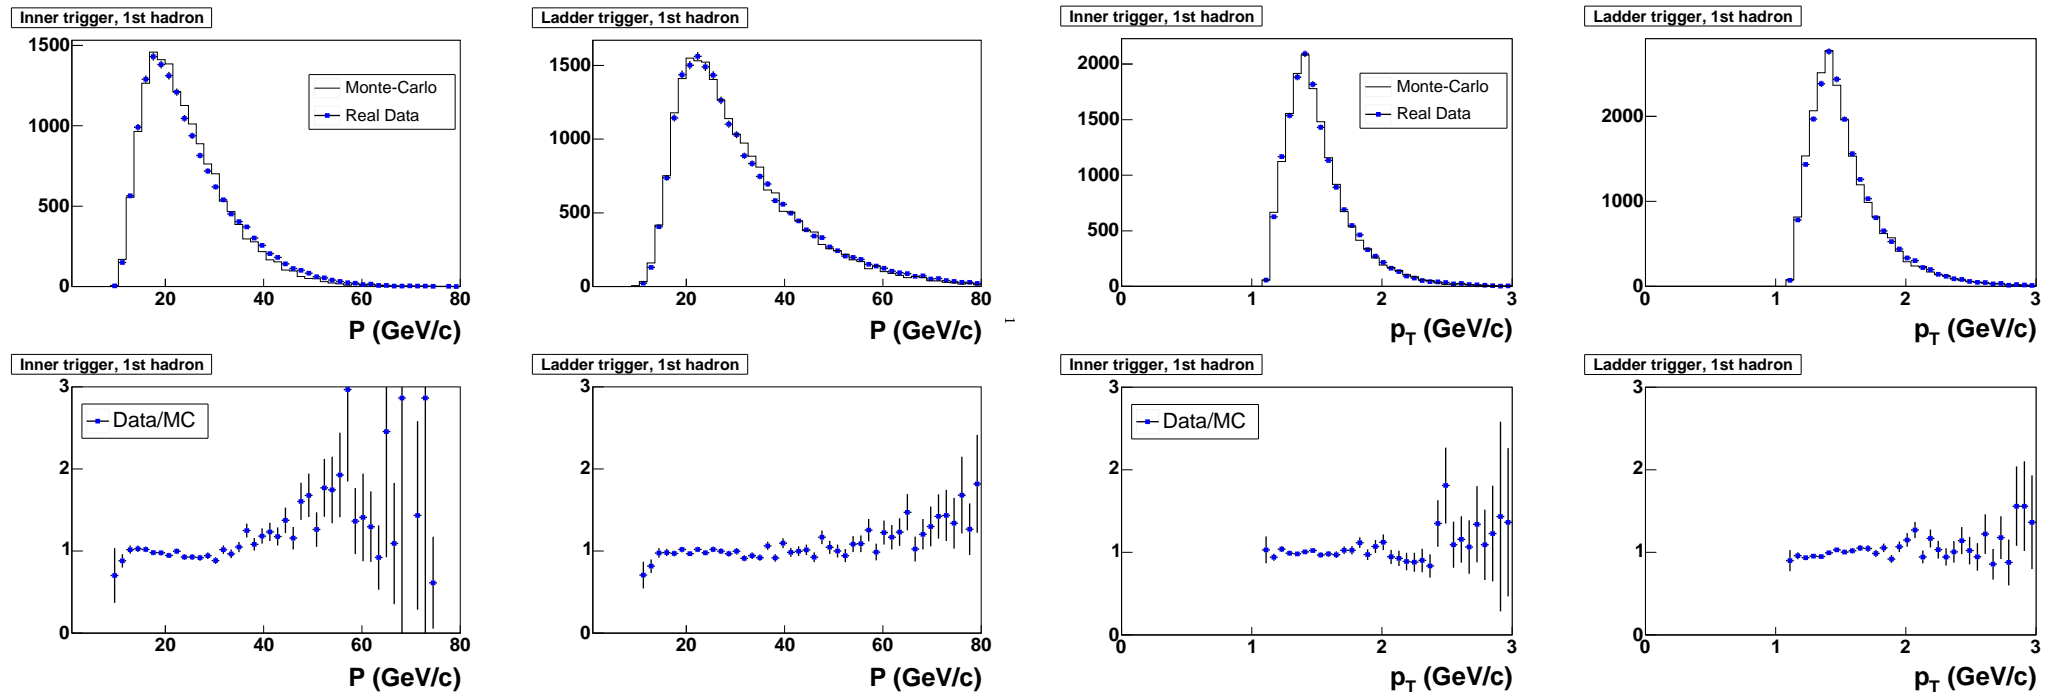 Inner trigger, 1st hadron
1500
1000
500
0
20
40
60
80
P (GeV/c)
Monte-Carlo
Real Data
Ladder trigger, 1st hadron
1500
1000
500
0
20
40
60
80
P (GeV/c)
1
Inner trigger, 1st hadron
2000
1500
1000
500
0
0
1
2
3
p_T (GeV/c)
Monte-Carlo
Real Data
Ladder trigger, 1st hadron
2000
1000
0
0
1
2
3
p_T (GeV/c)
Inner trigger, 1st hadron
3
2
1
0
20
40
60
80
P (GeV/c)
Data/MC
Ladder trigger, 1st hadron
3
2
1
0
20
40
60
80
P (GeV/c)
Inner trigger, 1st hadron
3
2
1
0
0
1
2
3
p_T (GeV/c)
Data/MC
Ladder trigger, 1st hadron
3
2
1
0
0
1
2
3
p_T (GeV/c)